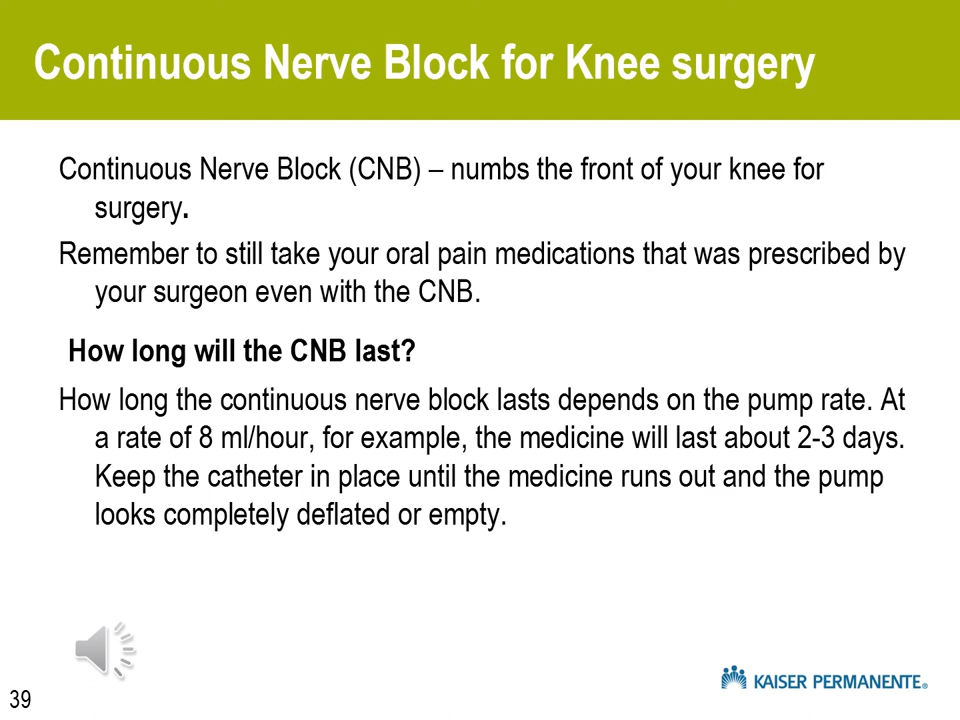 Continuous Nerve Block for Knee surgery
Continuous Nerve Block (CNB) – numbs the front of your knee for
surgery.
Remember to still take your oral pain medications that was prescribed by
your surgeon even with the CNB.
How long will the CNB last?
How long the continuous nerve block lasts depends on the pump rate. At
a rate of 8 ml/hour, for example, the medicine will last about 2-3 days.
Keep the catheter in place until the medicine runs out and the pump
looks completely deflated or empty.
KAISER PERMANENTE®
39